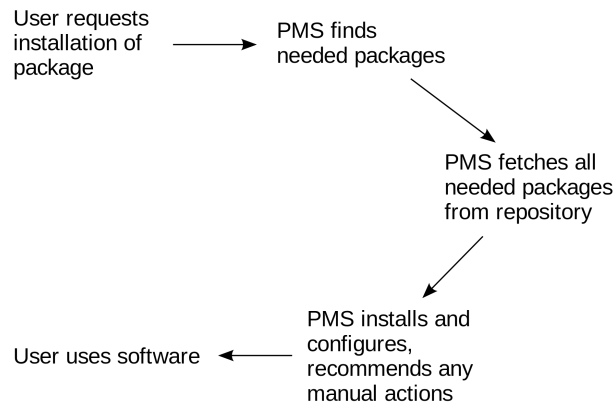 User requests
installation of
package
PMS finds
needed packages
PMS fetches all
needed packages
from repository
PMS installs and
configures,
recommends any
manual actions
User uses software